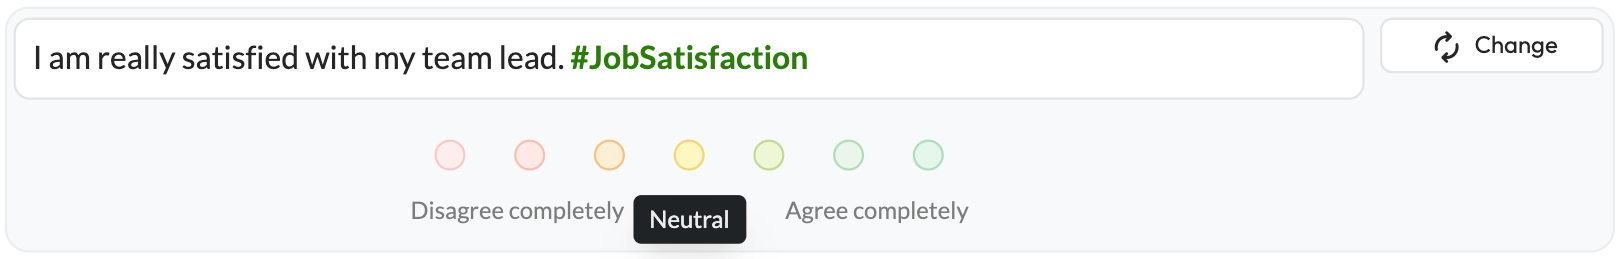 I am really satisfied with my team lead. #JobSatisfaction
Change
Disagree completely
Neutral
Agree completely